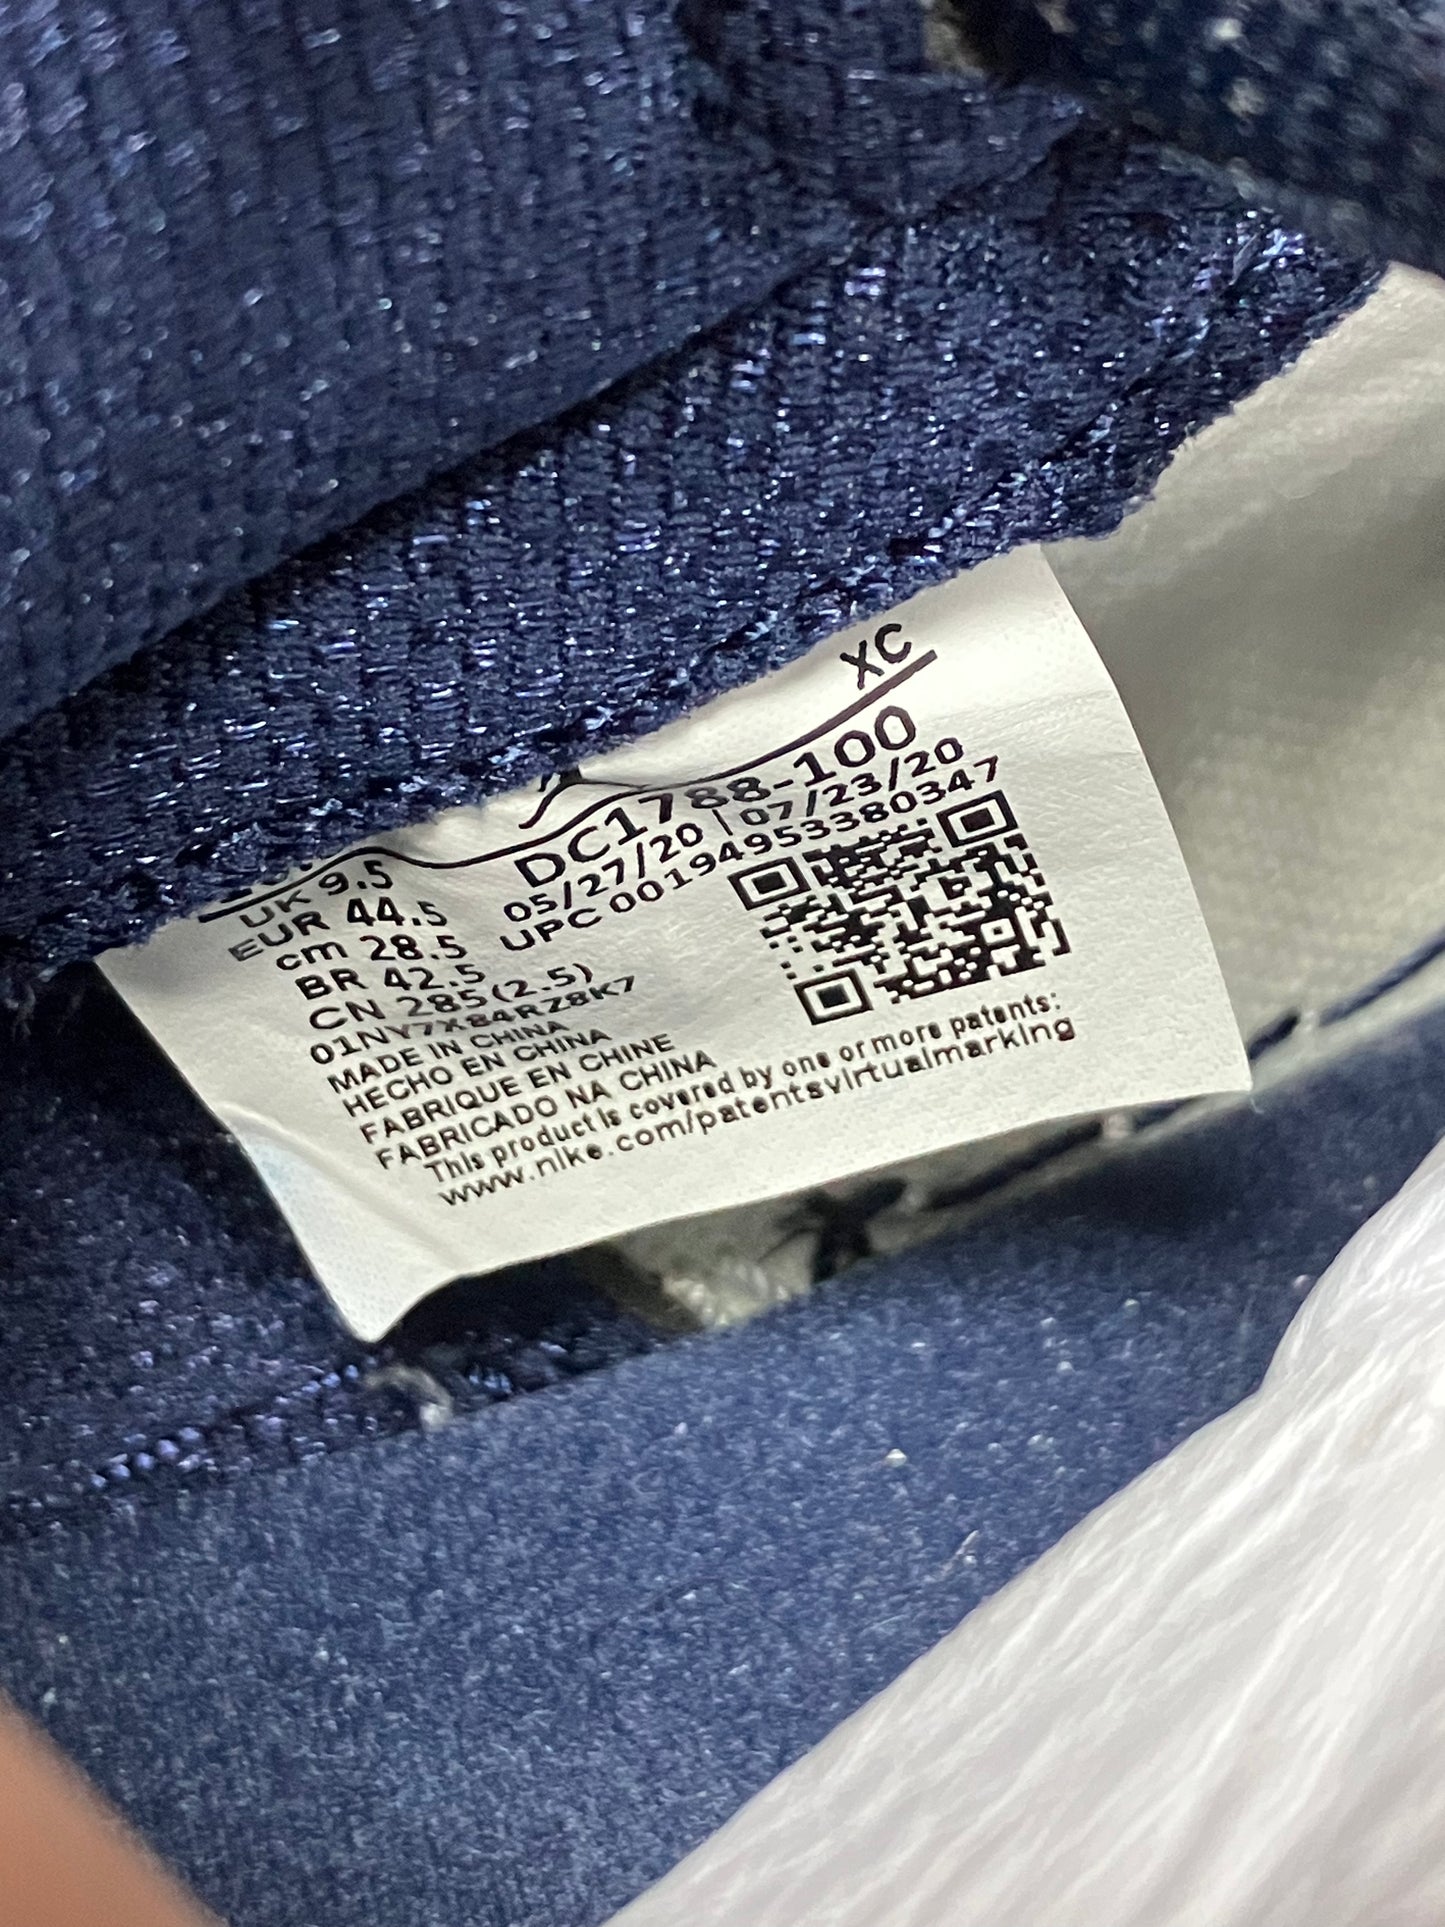 XC
UK 9.5
EUR 44.5
cm 28.5
BR 42.5
CN 285(2.5)
01NY7X84RZ8K7
DC1788-100
05/27/20 | 07/23/20
UPC 00194953380347
MADE IN CHINA
HECHO EN CHINA
FABRIQUE EN CHINE
FABRICADO NA CHINA
This product is covered by one or more patents:
www.nike.com/patentsvirtualmarking